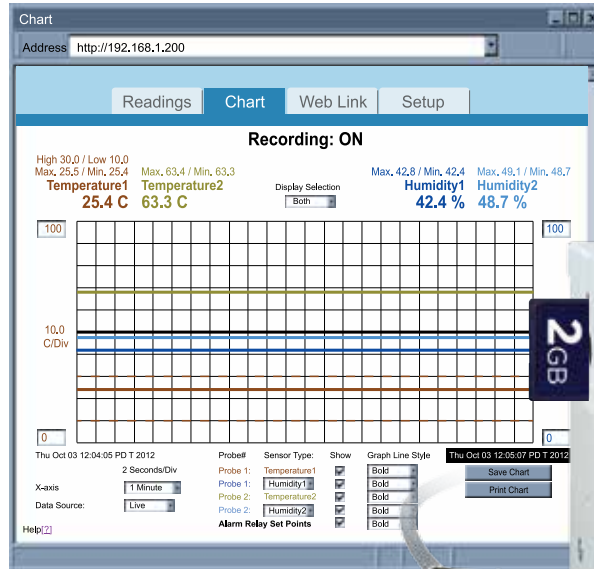 Chart
Address http://192.168.1.200
Readings Chart Web Link Setup
Recording: ON
High 30.0 / Low 10.0
Max. 25.5 / Min. 25.4 Max. 63.4 / Min. 63.3 Max. 42.8 / Min. 42.4 Max. 49.1 / Min. 48.7
Temperature1 Temperature2 Display Selection Humidity1 Humidity2
25.4 C 63.3 C Both 42.4 % 48.7 %
100 100
10.0
C/Div
2GB
0 0
Thu Oct 03 12:04:05 PD T 2012 Probe# Sensor Type: Show Graph Line Style Thu Oct 03 12:05:07 PD T 2012
2 Seconds/Div Probe 1: Temperature1 Bold Save Chart
X-axis 1 Minute Probe 1: Humidity1 Bold Print Chart
Probe 2: Temperature2 Bold
Data Source: Live Probe 2: Humidity2 Bold
Alarm Relay Set Points Bold
Help[?]